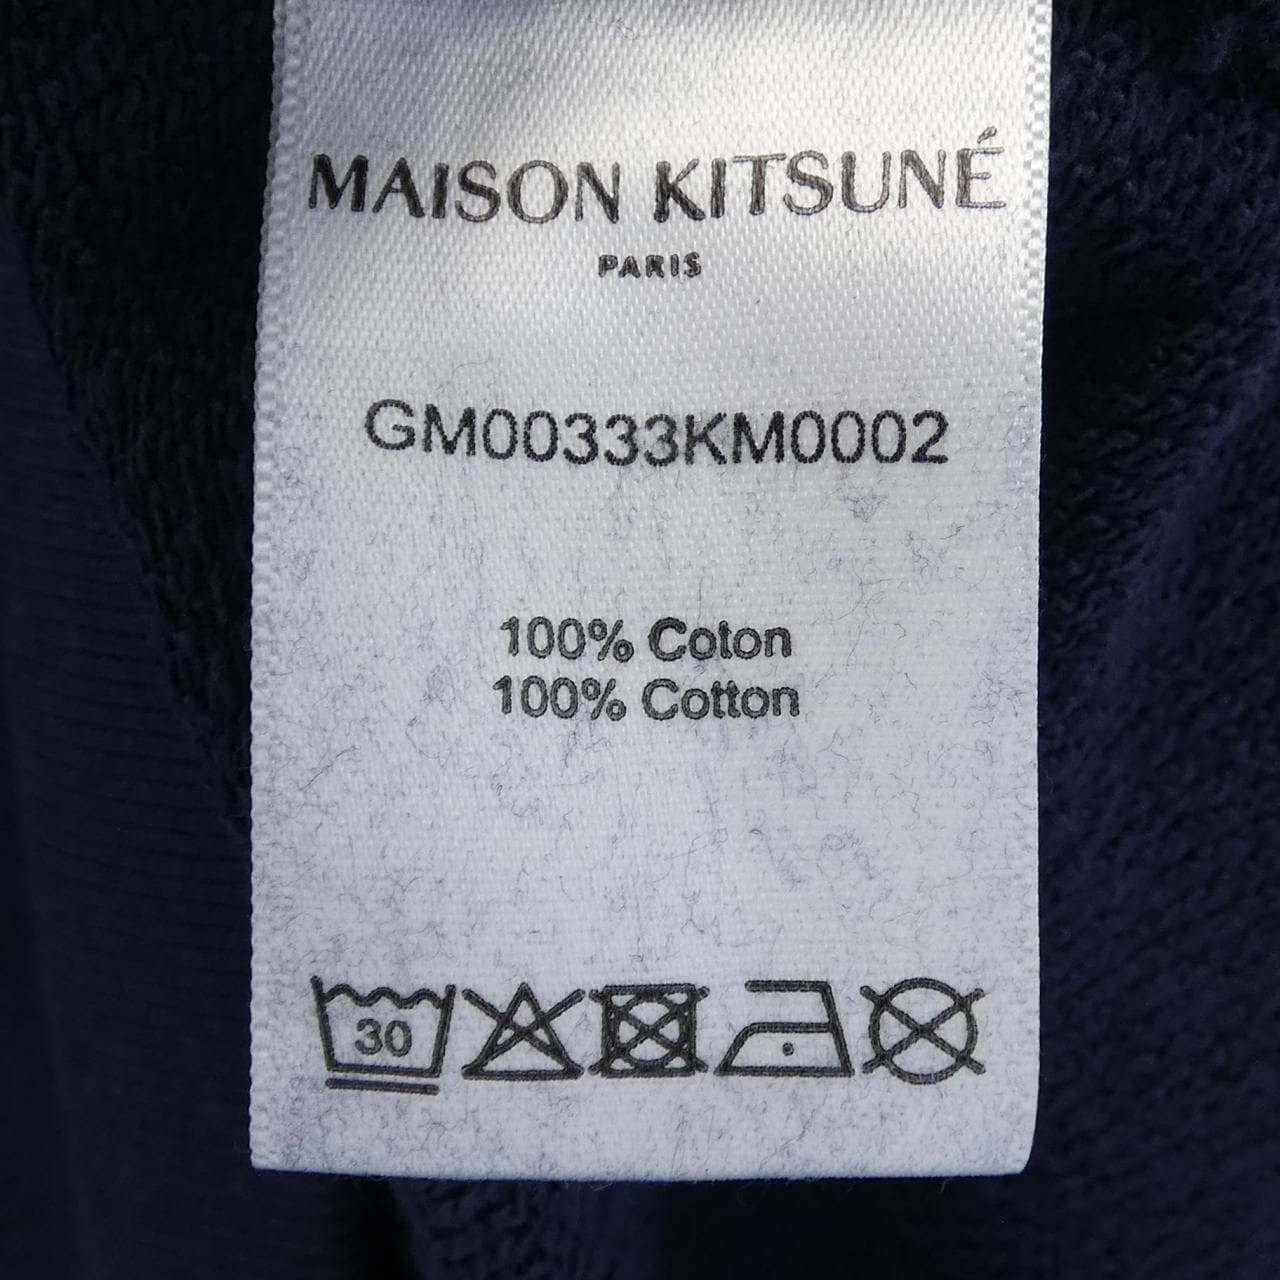 MAISON KITSUNÉ
PARIS
GM00333KM0002
100% Coton
100% Cotton
30